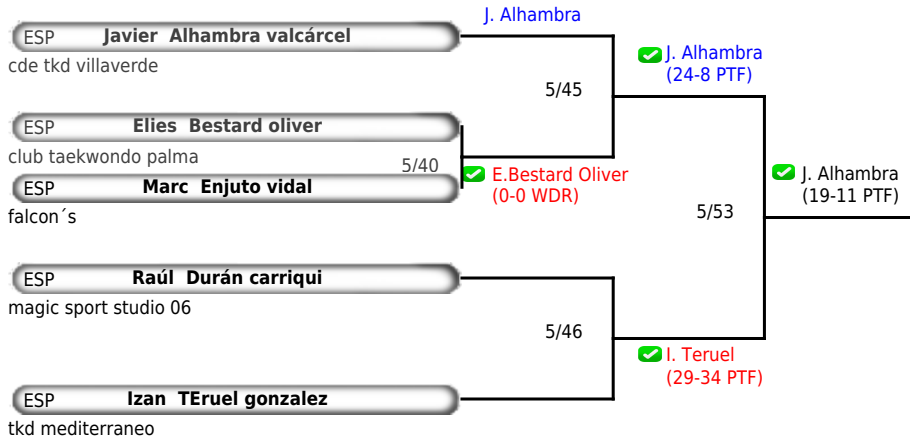 J. Alhambra
ESP Javier Alhambra valcárcel
cde tkd villaverde
J. Alhambra
(24-8 PTF)
5/45
ESP Elies Bestard oliver
club taekwondo palma
5/40
E.Bestard Oliver
(0-0 WDR)
ESP Marc Enjuto vidal
falcon´s
J. Alhambra
(19-11 PTF)
5/53
ESP Raúl Durán carriqui
magic sport studio 06
5/46
I. Teruel
(29-34 PTF)
ESP Izan TEruel gonzalez
tkd mediterraneo